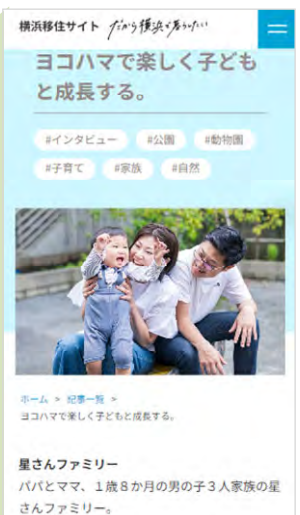 横浜移住サイト だから横浜で暮らしたい
ヨコハマで楽しく子ども
と成長する。
#インタビュー #公園 #動物園
#子育て #家族 #自然
ホーム > 記事一覧 >
ヨコハマで楽しく子どもと成長する。
星さんファミリー
パパとママ、1歳8か月の男の子3人家族の星
さんファミリー。